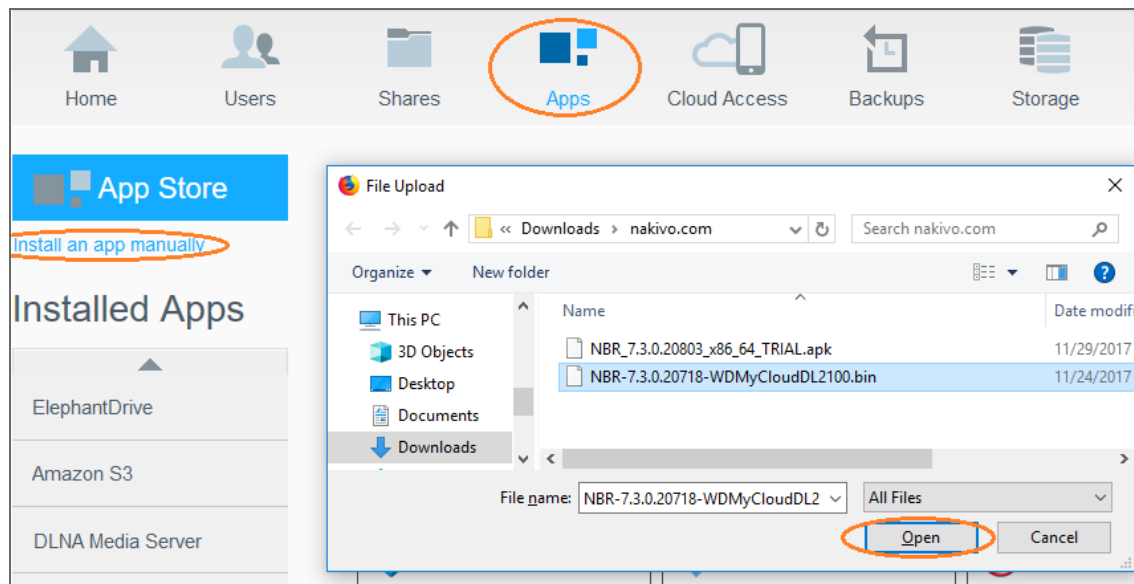 Home Users Shares Apps Cloud Access Backups Storage
App Store
Install an app manually
Installed Apps
ElephantDrive
Amazon S3
DLNA Media Server
File Upload
« Downloads › nakivo.com
Search nakivo.com
Organize New folder
This PC
3D Objects
Desktop
Documents
Downloads
Name Date modifi
NBR_7.3.0.20803_x86_64_TRIAL.apk 11/29/2017
NBR-7.3.0.20718-WDMyCloudDL2100.bin 11/24/2017
File name: NBR-7.3.0.20718-WDMyCloudDL2 All Files
Open Cancel